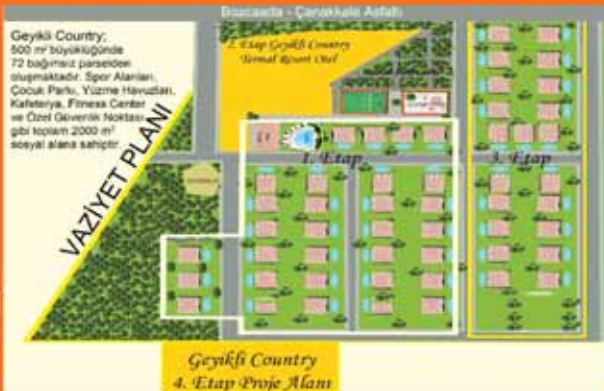 Bozcaada - Çanakkale Asfaltı
Geyikli Country:
500 m² büyüklüğünde
72 bağımsız parselden
oluşmaktadır. Spor Alanları,
Çocuk Parkı, Yüzme Havuzları,
Kafeterya, Fitness Center
ve Özel Güvenlik Noktası
gibi toplam 2000 m²
sosyal alana sahiptir.
VAZİYET PLANI
2. Etap Geyikli Country
Termal Resort Otel
1. Etap
3. Etap
Geyikli Country
4. Etap Proje Alanı